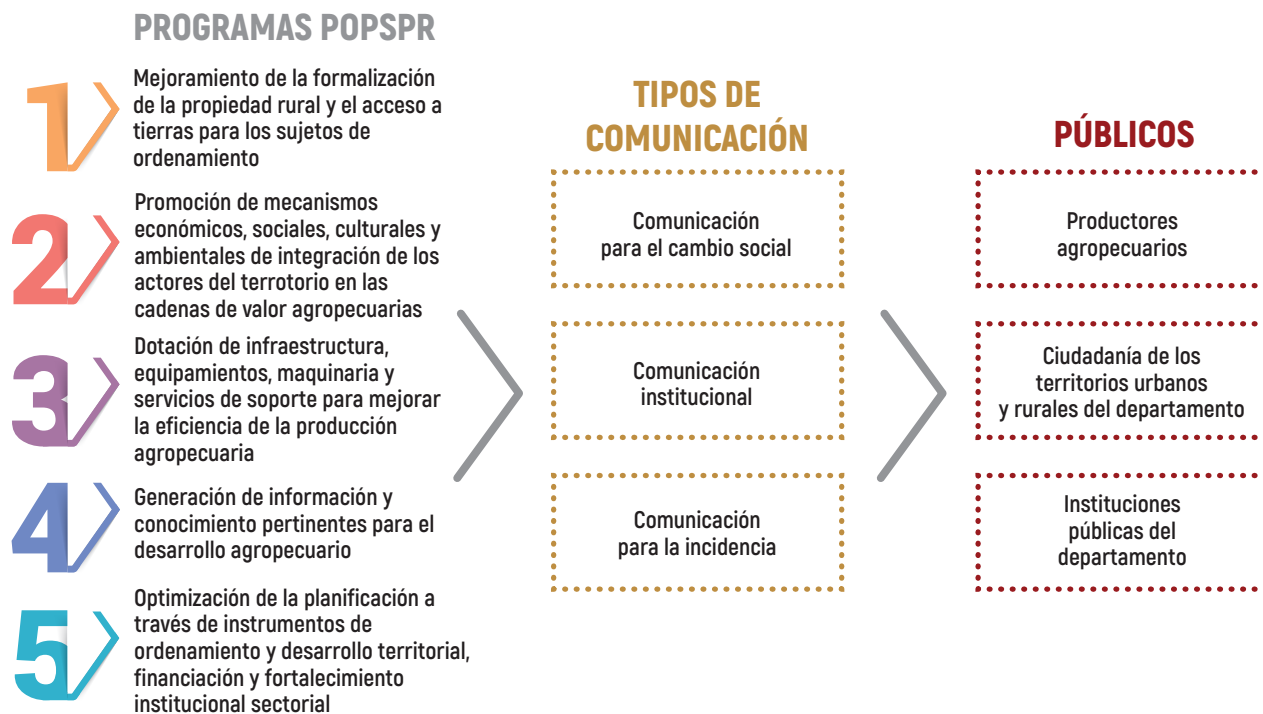 PROGRAMAS POPSPR
1
Mejoramiento de la formalización
de la propiedad rural y el acceso a
tierras para los sujetos de
ordenamiento
2
Promoción de mecanismos
económicos, sociales, culturales y
ambientales de integración de los
actores del terrotorio en las
cadenas de valor agropecuarias
3
Dotación de infraestructura,
equipamientos, maquinaria y
servicios de soporte para mejorar
la eficiencia de la producción
agropecuaria
4
Generación de información y
conocimiento pertinentes para el
desarrollo agropecuario
5
Optimización de la planificación a
través de instrumentos de
ordenamiento y desarrollo territorial,
financiación y fortalecimiento
institucional sectorial
TIPOS DE
COMUNICACIÓN
Comunicación
para el cambio social
Comunicación
institucional
Comunicación
para la incidencia
PÚBLICOS
Productores
agropecuarios
Ciudadanía de los
territorios urbanos
y rurales del departamento
Instituciones
públicas del
departamento